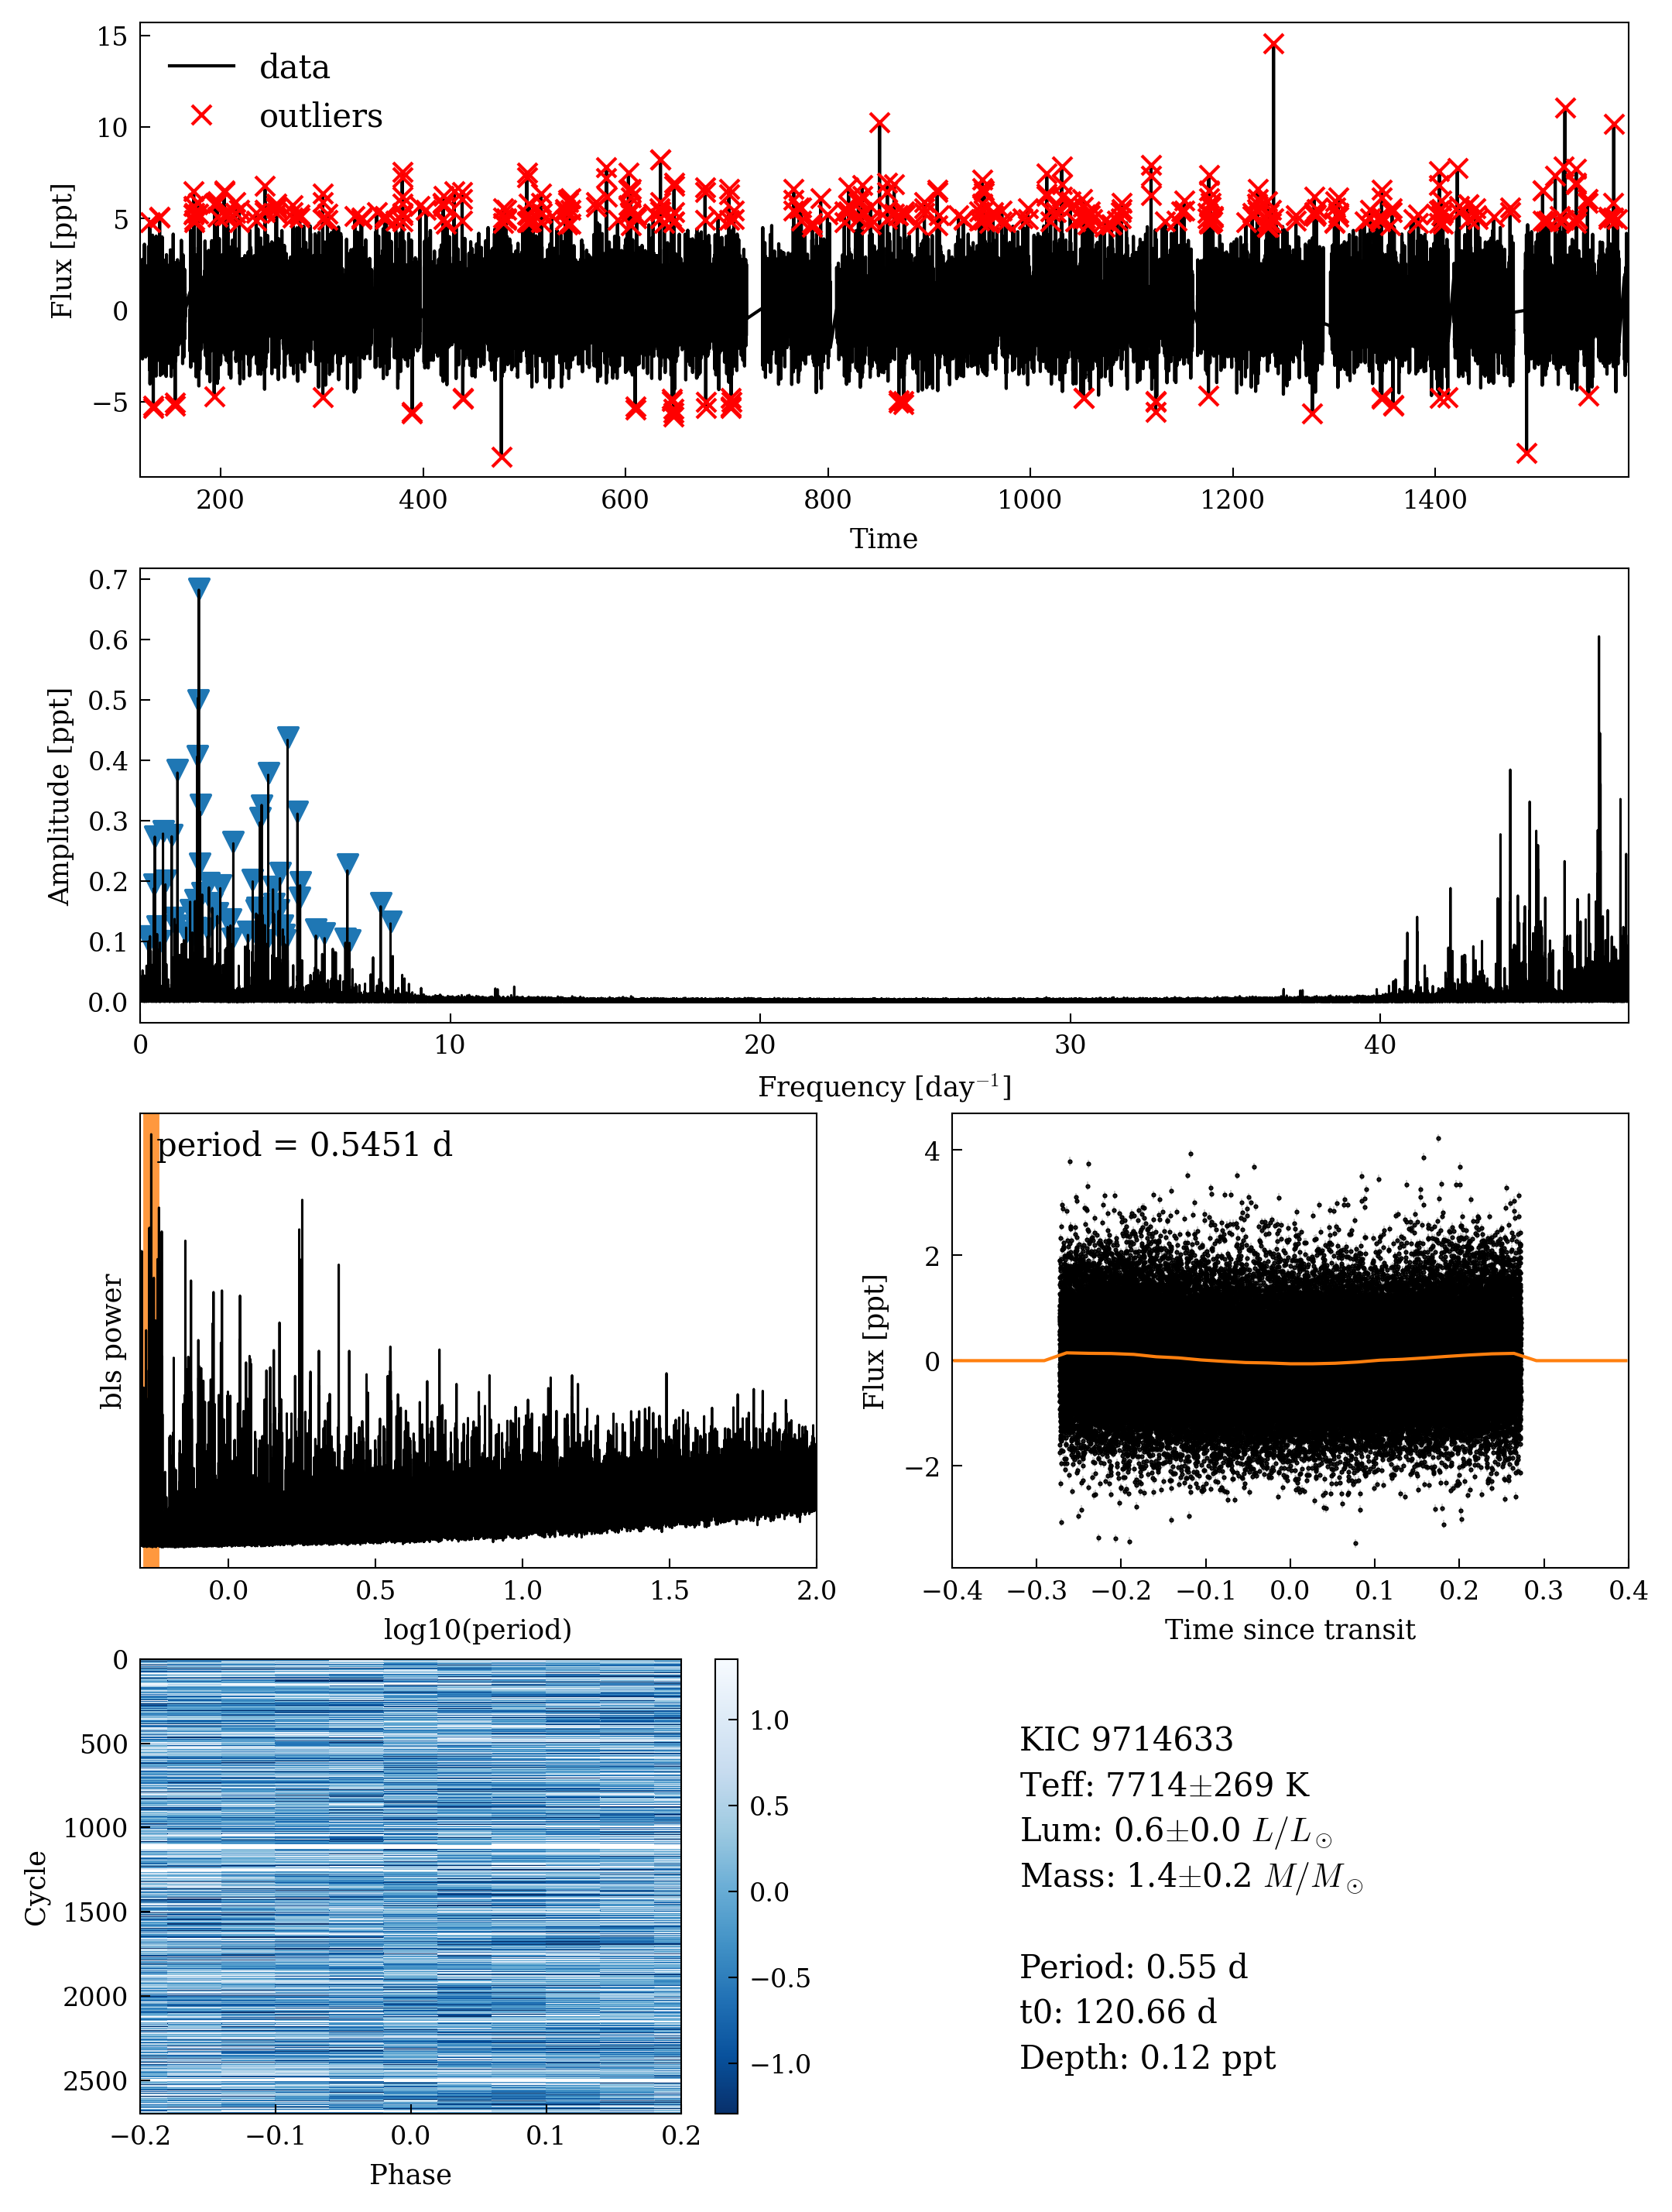 15
10
5
0
−5
Flux [ppt]
data
outliers
200 400 600 800 1000 1200 1400
Time
0.7
0.6
0.5
0.4
0.3
0.2
0.1
0.0
Amplitude [ppt]
0 10 20 30 40
Frequency [day⁻¹]
period = 0.5451 d
bls power
0.0 0.5 1.0 1.5 2.0
log10(period)
4
2
0
−2
Flux [ppt]
−0.4 −0.3 −0.2 −0.1 0.0 0.1 0.2 0.3 0.4
Time since transit
0
500
1000
1500
2000
2500
Cycle
−0.2 −0.1 0.0 0.1 0.2
Phase
1.0
0.5
0.0
−0.5
−1.0
KIC 9714633
Teff: 7714±269 K
Lum: 0.6±0.0 L/L⊙
Mass: 1.4±0.2 M/M⊙
Period: 0.55 d
t0: 120.66 d
Depth: 0.12 ppt